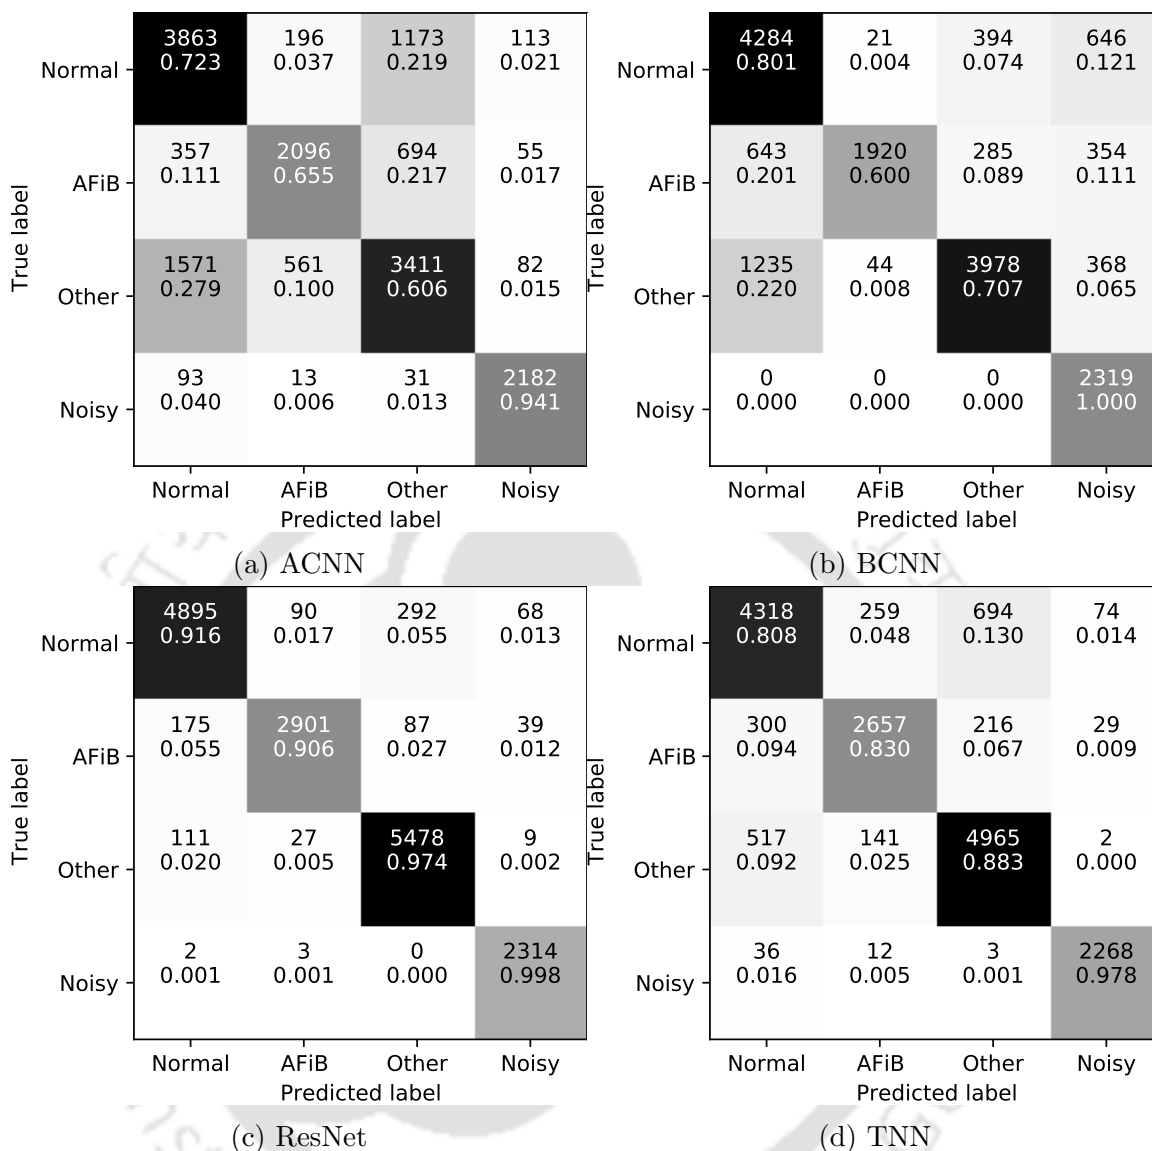 3863 196 1173 113
Normal 0.723 0.037 0.219 0.021
357 2096 694 55
AFiB 0.111 0.655 0.217 0.017
1571 561 3411 82
Other 0.279 0.100 0.606 0.015
93 13 31 2182
Noisy 0.040 0.006 0.013 0.941
True label
Normal AFiB Other Noisy
Predicted label
(a) ACNN
4284 21 394 646
Normal 0.801 0.004 0.074 0.121
643 1920 285 354
AFiB 0.201 0.600 0.089 0.111
1235 44 3978 368
Other 0.220 0.008 0.707 0.065
0 0 0 2319
Noisy 0.000 0.000 0.000 1.000
True label
Normal AFiB Other Noisy
Predicted label
(b) BCNN
4895 90 292 68
Normal 0.916 0.017 0.055 0.013
175 2901 87 39
AFiB 0.055 0.906 0.027 0.012
111 27 5478 9
Other 0.020 0.005 0.974 0.002
2 3 0 2314
Noisy 0.001 0.001 0.000 0.998
True label
Normal AFiB Other Noisy
Predicted label
(c) ResNet
4318 259 694 74
Normal 0.808 0.048 0.130 0.014
300 2657 216 29
AFiB 0.094 0.830 0.067 0.009
517 141 4965 2
Other 0.092 0.025 0.883 0.000
36 12 3 2268
Noisy 0.016 0.005 0.001 0.978
True label
Normal AFiB Other Noisy
Predicted label
(d) TNN